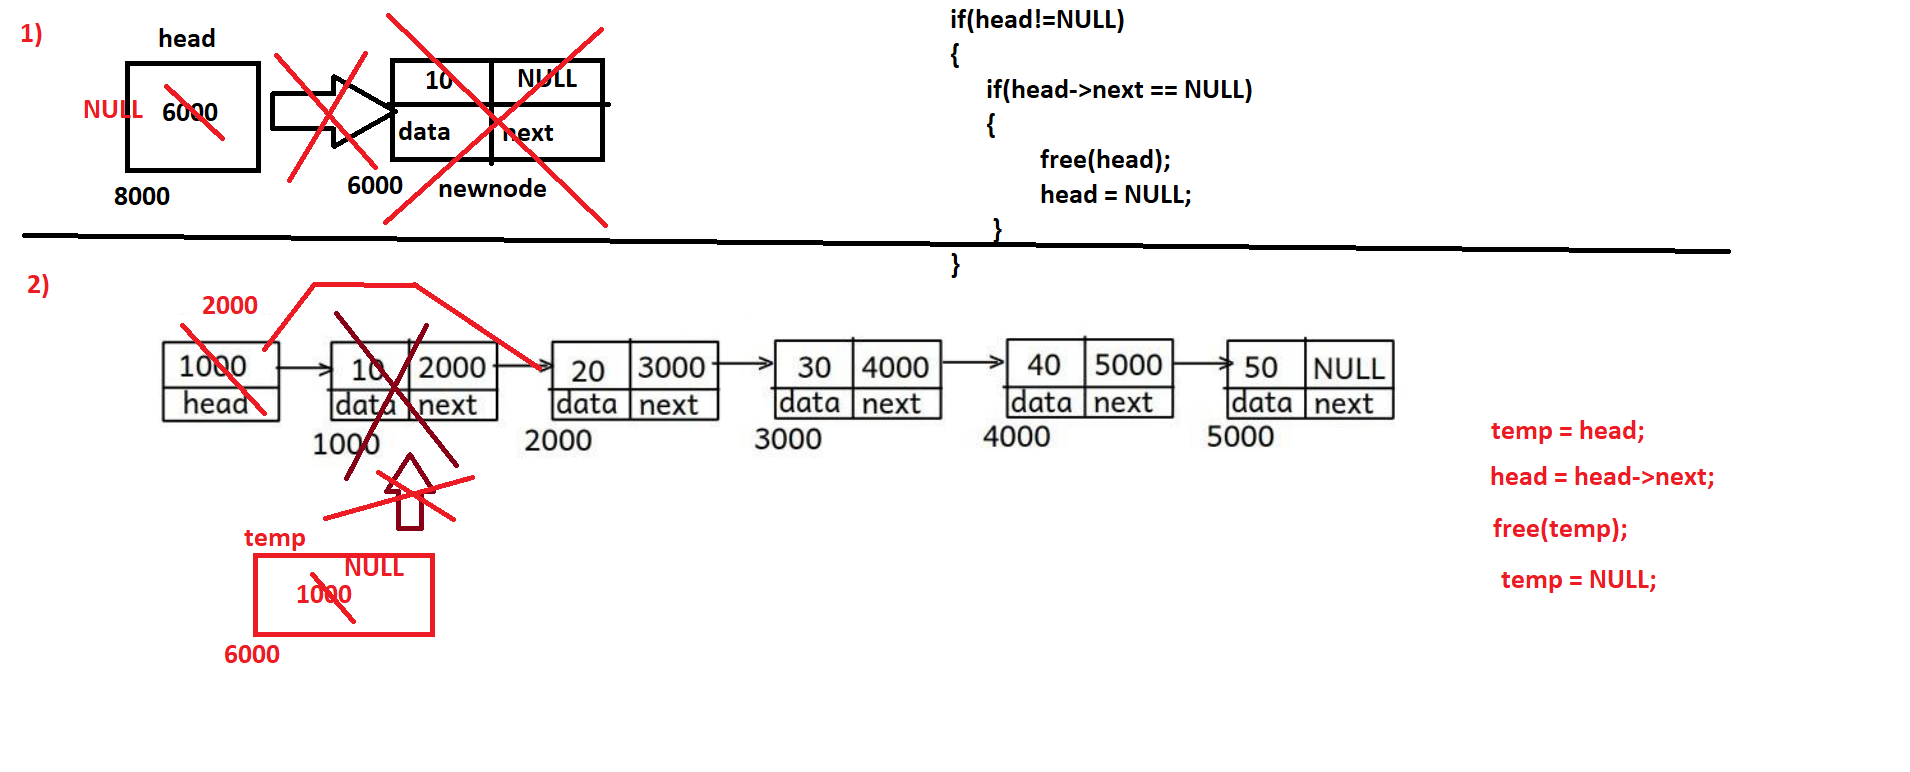 1)
head
NULL 6000
8000
10 NULL
data next
6000 newnode
if(head!=NULL)
{
if(head->next == NULL)
{
free(head);
head = NULL;
}
}
2)
2000
1000
head
10 2000
data next
1000
20 3000
data next
2000
30 4000
data next
3000
40 5000
data next
4000
50 NULL
data next
5000
temp
NULL
1000
6000
temp = head;
head = head->next;
free(temp);
temp = NULL;